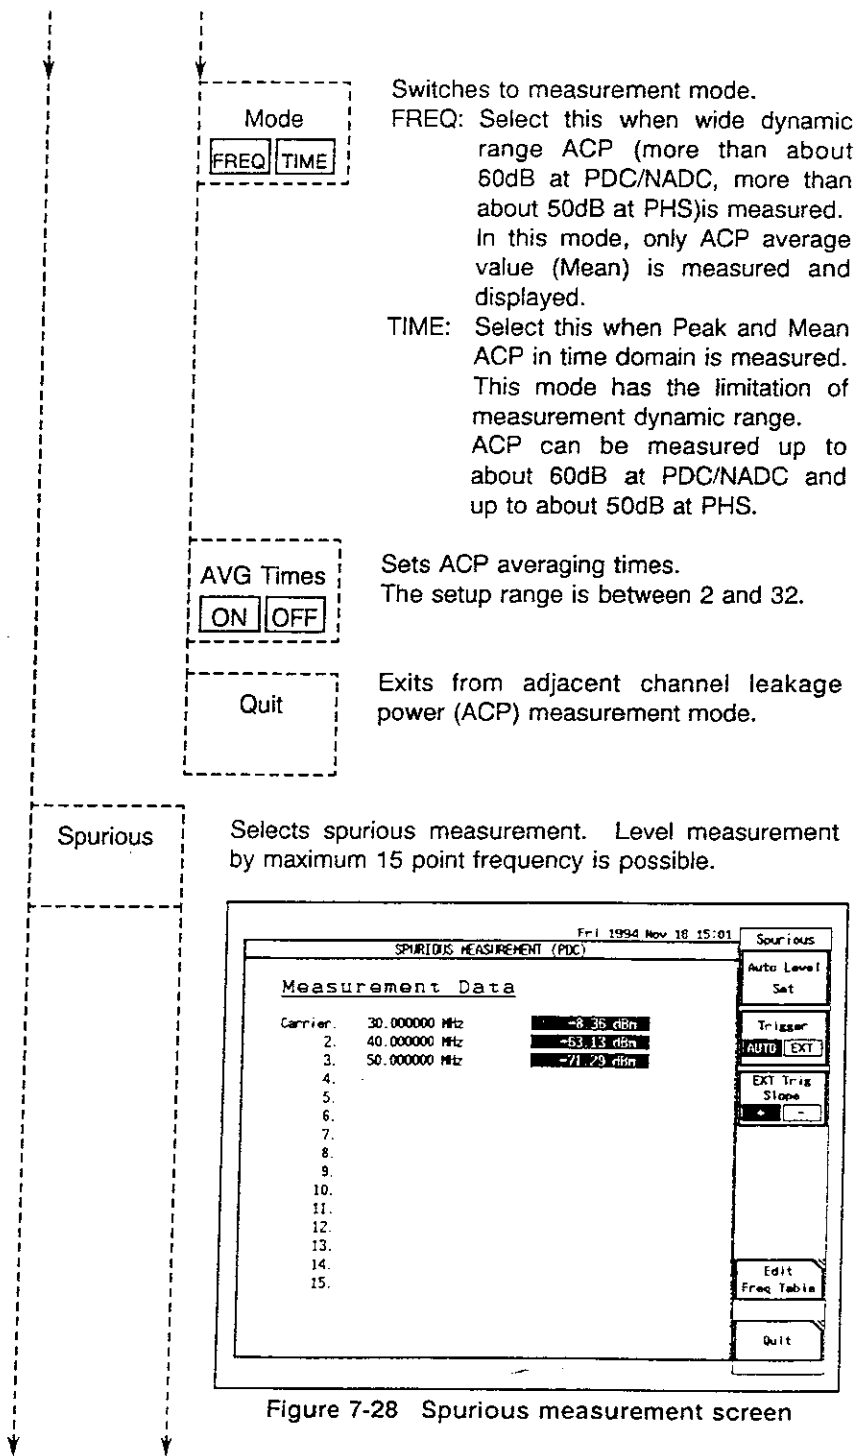 Mode
FREQ TIME
Switches to measurement mode.
FREQ: Select this when wide dynamic
range ACP (more than about
60dB at PDC/NADC, more than
about 50dB at PHS)is measured.
In this mode, only ACP average
value (Mean) is measured and
displayed.
TIME: Select this when Peak and Mean
ACP in time domain is measured.
This mode has the limitation of
measurement dynamic range.
ACP can be measured up to
about 60dB at PDC/NADC and
up to about 50dB at PHS.
AVG Times
ON OFF
Sets ACP averaging times.
The setup range is between 2 and 32.
Quit
Exits from adjacent channel leakage
power (ACP) measurement mode.
Spurious
Selects spurious measurement. Level measurement
by maximum 15 point frequency is possible.
Fri 1994 Nov 18 15:01
SPURIOUS MEASUREMENT (PDC)
Measurement Data
Carrier. 30.000000 MHz -8.36 dBm
2. 40.000000 MHz -63.13 dBm
3. 50.000000 MHz -71.29 dBm
4.
5.
6.
7.
8.
9.
10.
11.
12.
13.
14.
15.
Spurious
Auto Level
Set
Trigger
AUTO EXT
EXT Trig
Slope
+ -
Edit
Freq Table
Quit
Figure 7-28 Spurious measurement screen